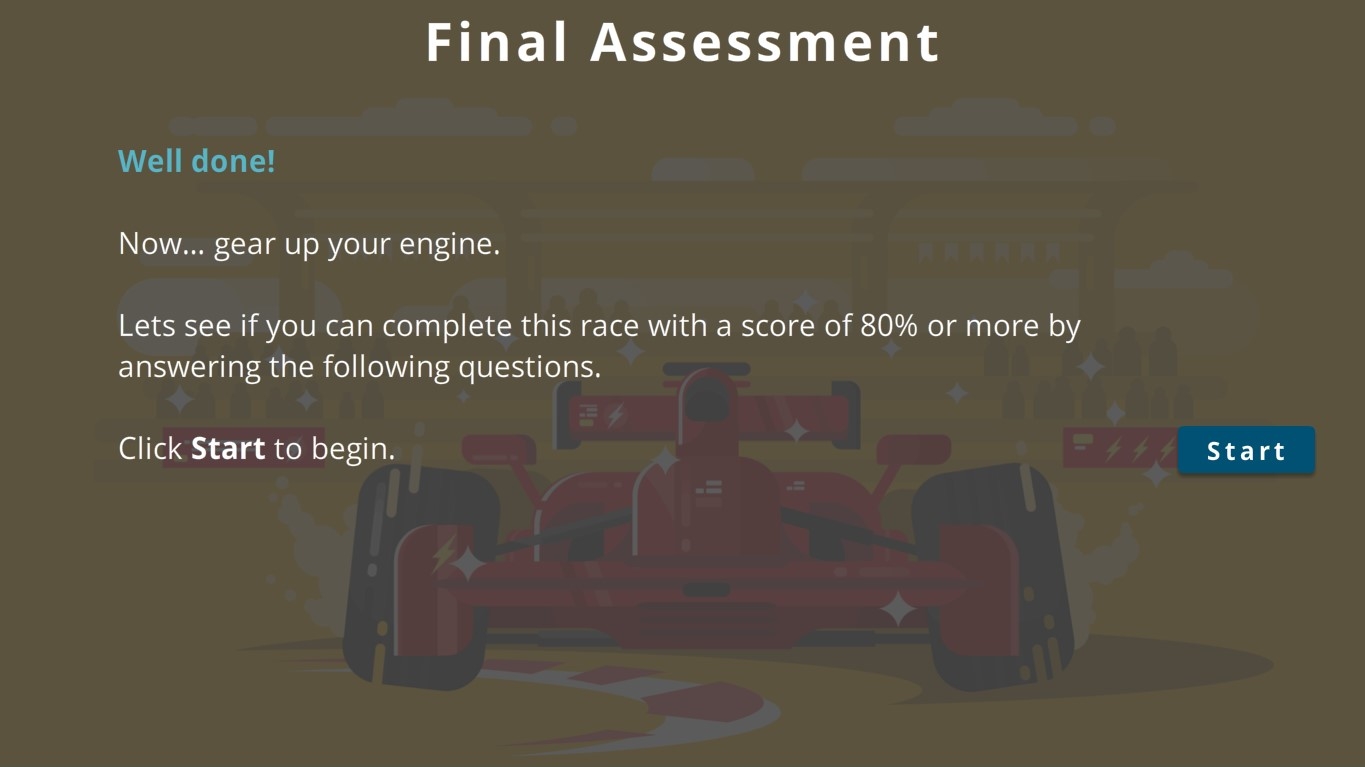 Final Assessment
Well done!
Now... gear up your engine.
Lets see if you can complete this race with a score of 80% or more by
answering the following questions.
Click Start to begin.
Start